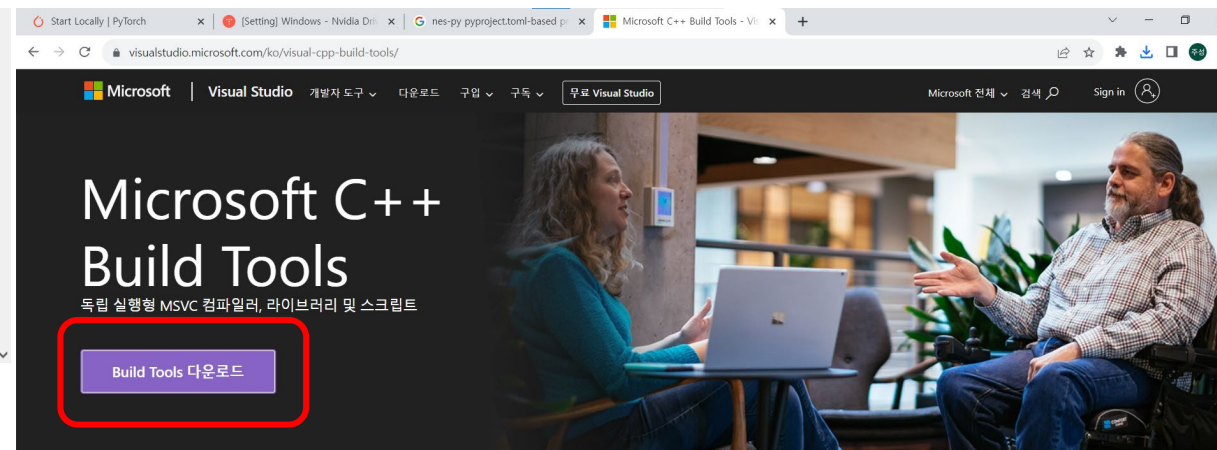 Start Locally | PyTorch
[Setting] Windows - Nvidia Dri
nes-py pyproject.toml-based pr
Microsoft C++ Build Tools - Vis
visualstudio.microsoft.com/ko/visual-cpp-build-tools/
주성
Microsoft
Visual Studio
개발자 도구
다운로드
구입
구독
무료 Visual Studio
Microsoft 전체
검색
Sign in
Microsoft C++
Build Tools
독립 실행형 MSVC 컴파일러, 라이브러리 및 스크립트
Build Tools 다운로드